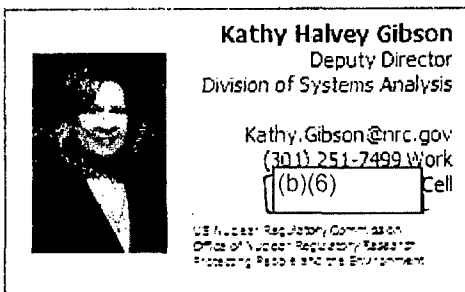 Kathy Halvey Gibson
Deputy Director
Division of Systems Analysis
Kathy.Gibson@nrc.gov
(301) 251-7499 Work
(b)(6) Cell
US Nuclear Regulatory Commission
Office of Nuclear Regulatory Research
Protecting People and the Environment